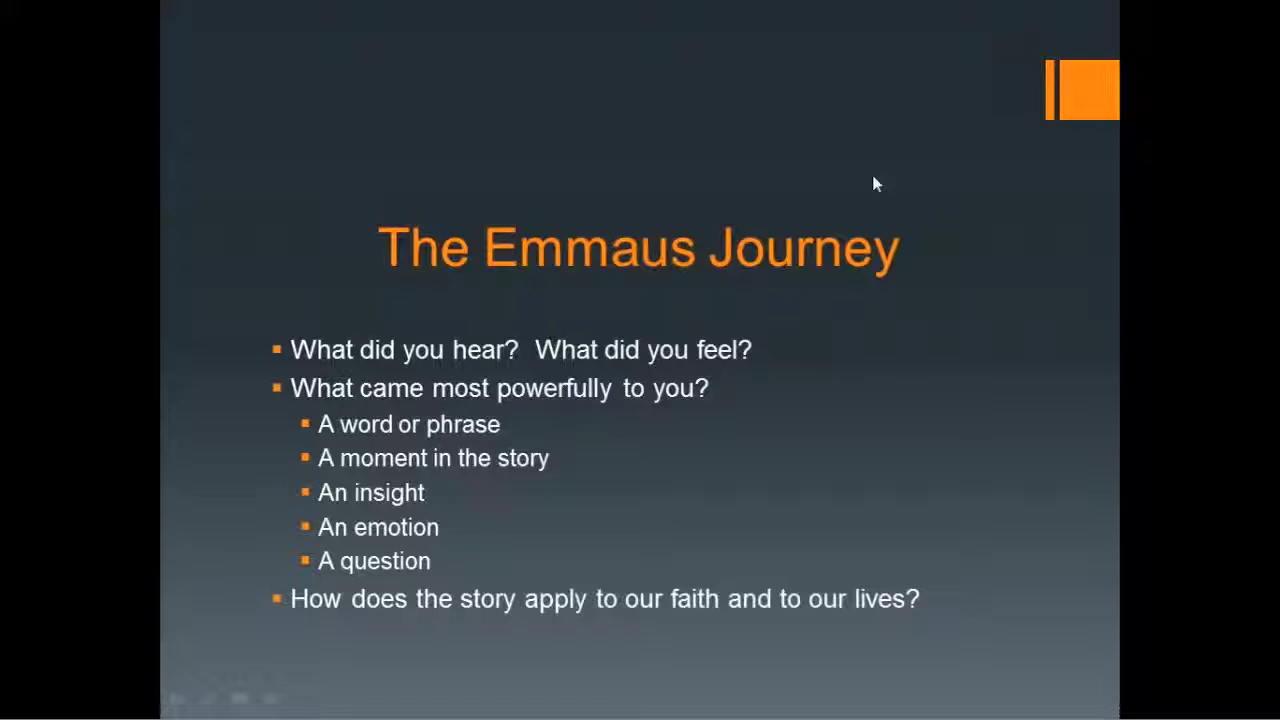 The Emmaus Journey
What did you hear?  What did you feel?
What came most powerfully to you?
A word or phrase
A moment in the story
An insight
An emotion
A question
How does the story apply to our faith and to our lives?